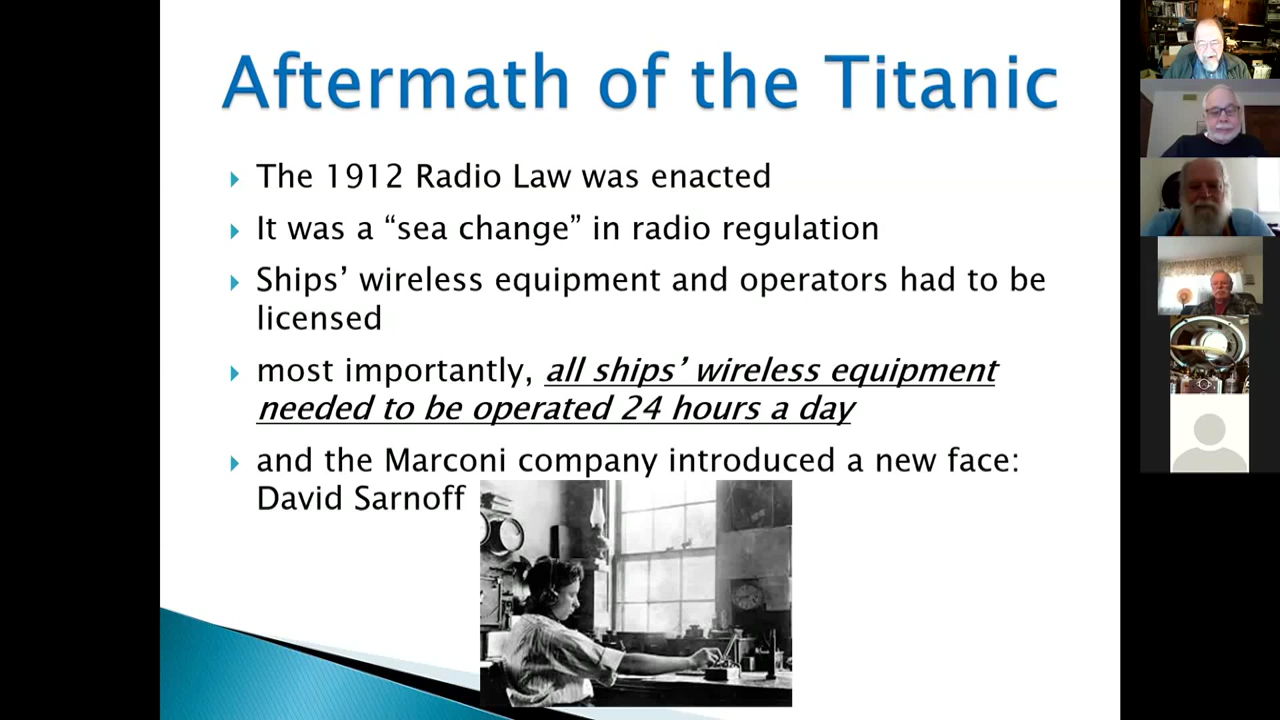 Aftermath of the Titanic
The 1912 Radio Law was enacted
It was a “sea change” in radio regulation
Ships’ wireless equipment and operators had to be
licensed
most importantly, all ships’ wireless equipment
needed to be operated 24 hours a day
and the Marconi company introduced a new face:
David Sarnoff